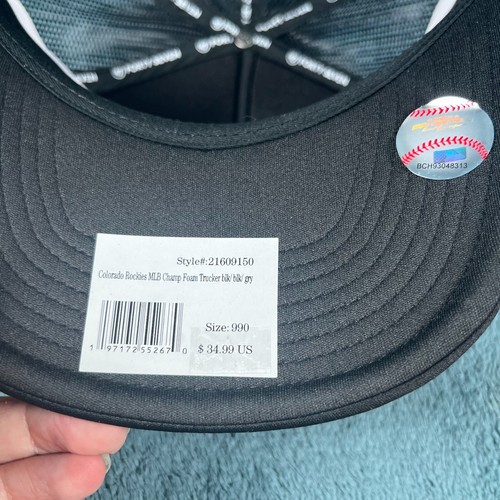 BCH93048313
Style#:21609150
Colorado Rockies MLB Champ Foam Trucker blk/ blk/ gry
Size: 990
$ 34.99 US
1 97172 55267 0